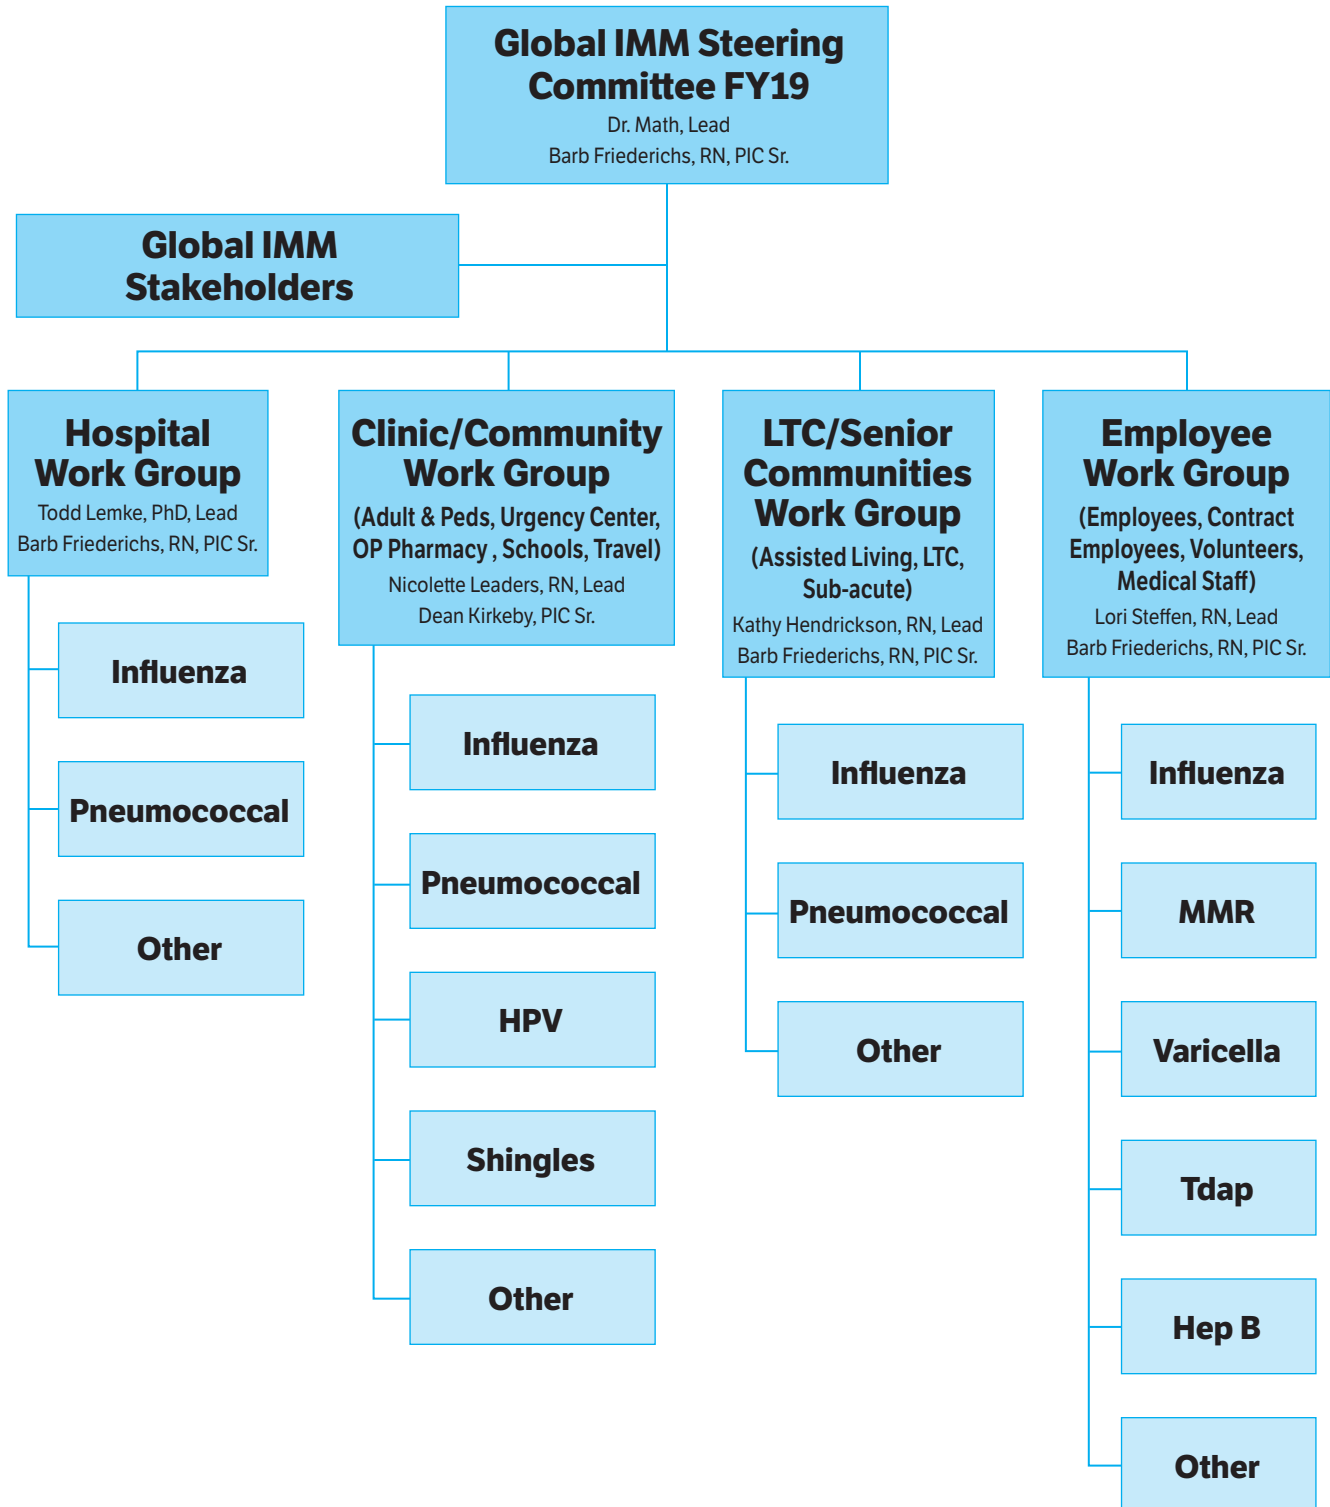 Global IMM Steering
Committee FY19
Dr. Math, Lead
Barb Friederichs, RN, PIC Sr.
Global IMM
Stakeholders
Hospital
Work Group
Todd Lemke, PhD, Lead
Barb Friederichs, RN, PIC Sr.
Influenza
Pneumococcal
Other
Clinic/Community
Work Group
(Adult & Peds, Urgency Center,
OP Pharmacy , Schools, Travel)
Nicolette Leaders, RN, Lead
Dean Kirkeby, PIC Sr.
Influenza
Pneumococcal
HPV
Shingles
Other
LTC/Senior
Communities
Work Group
(Assisted Living, LTC,
Sub-acute)
Kathy Hendrickson, RN, Lead
Barb Friederichs, RN, PIC Sr.
Influenza
Pneumococcal
Other
Employee
Work Group
(Employees, Contract
Employees, Volunteers,
Medical Staff)
Lori Steffen, RN, Lead
Barb Friederichs, RN, PIC Sr.
Influenza
MMR
Varicella
Tdap
Hep B
Other